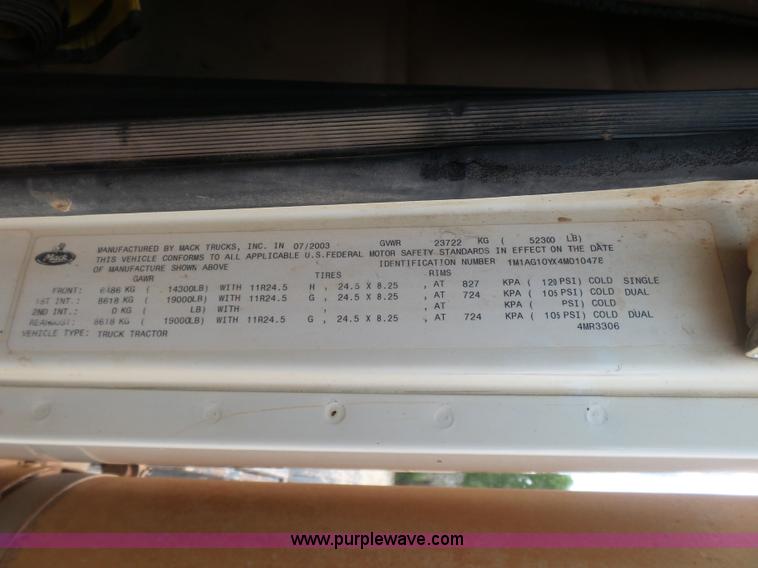 Mack
MANUFACTURED BY MACK TRUCKS, INC. IN 07/2003 GVWR 23722 KG ( 52300 LB)
THIS VEHICLE CONFORMS TO ALL APPLICABLE U.S.FEDERAL MOTOR SAFETY STANDARDS IN EFFECT ON THE DATE
OF MANUFACTURE SHOWN ABOVE IDENTIFICATION NUMBER
GAWR TIRES RIMS
FRONT: 6486 KG ( 14300LB) WITH 11R24.5 H , 24.5 X 8.25 , AT 827 KPA ( 120 PSI) COLD SINGLE
1ST INT.: 8618 KG ( 19000LB) WITH 11R24.5 G , 24.5 X 8.25 , AT 724 KPA ( 105 PSI) COLD DUAL
2ND INT.: 0 KG ( LB) WITH , , KPA ( PSI) COLD
REARMOST: 8618 KG ( 19000LB) WITH 11R24.5 G , 24.5 X 8.25 , AT 724 KPA ( 105 PSI) COLD DUAL
VEHICLE TYPE: TRUCK TRACTOR 4MR3306
www.purplewave.com